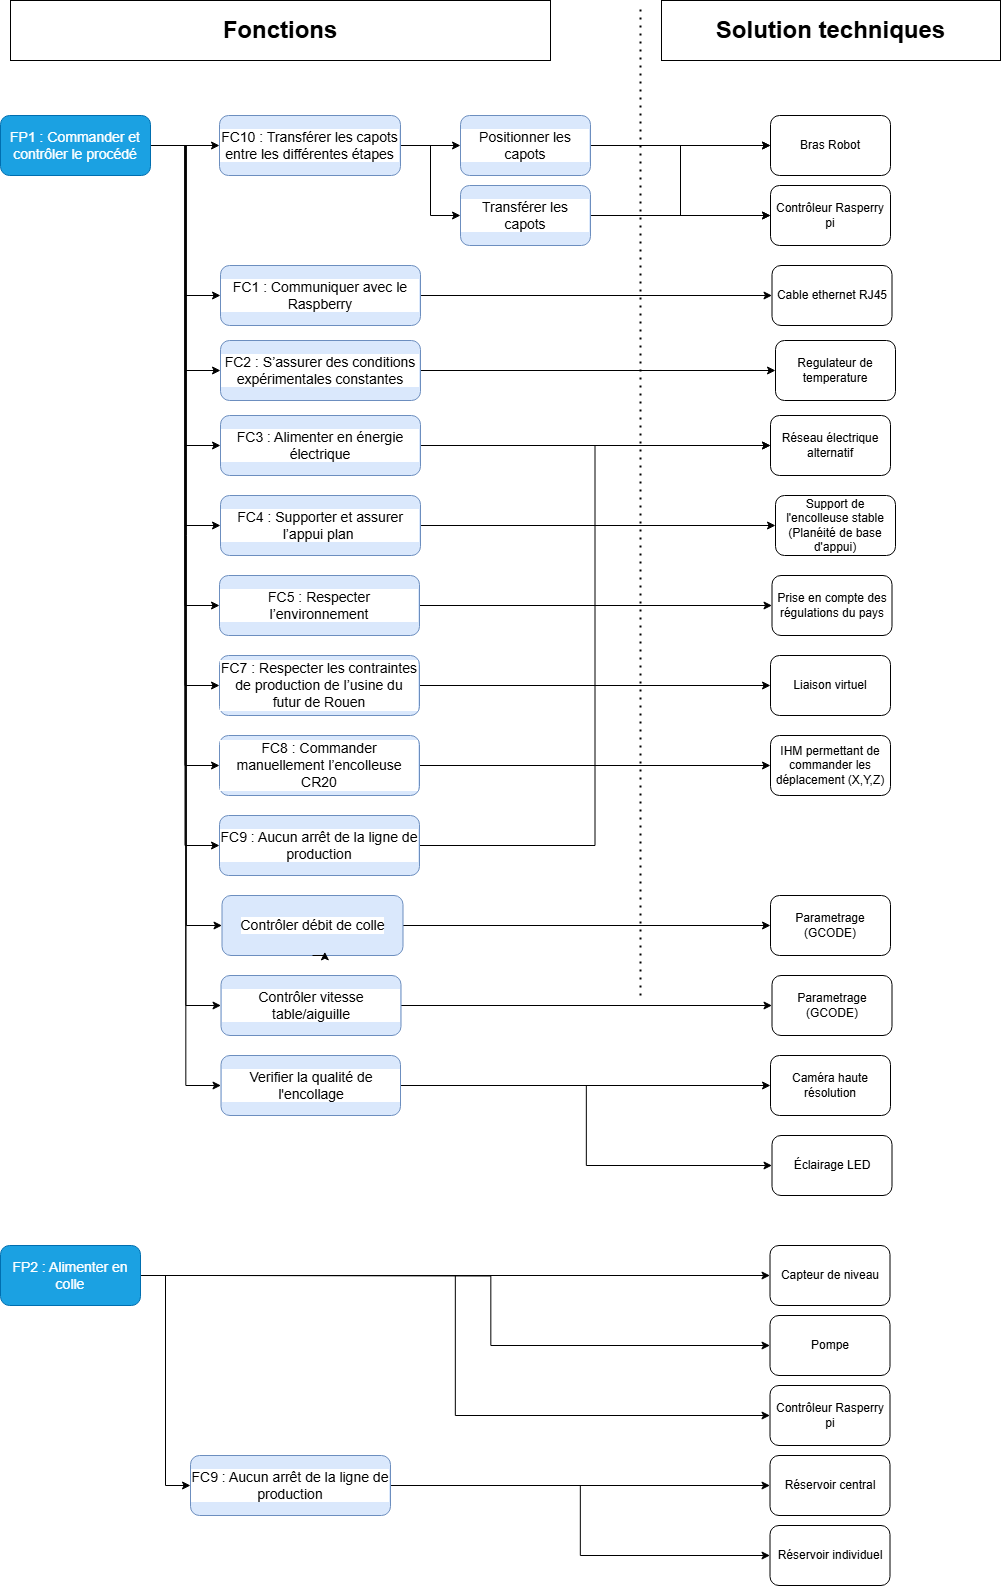 Fonctions
Solution techniques
FP1 : Commander et
contrôler le procédé
FC10 : Transférer les capots
entre les différentes étapes
Positionner les
capots
Bras Robot
Transférer les
capots
Contrôleur Rasperry
pi
FC1 : Communiquer avec le
Raspberry
Cable ethernet RJ45
FC2 : S’assurer des conditions
expérimentales constantes
Regulateur de
temperature
FC3 : Alimenter en énergie
électrique
Réseau électrique
alternatif
FC4 : Supporter et assurer
l’appui plan
Support de
l'encolleuse stable
(Planéité de base
d'appui)
FC5 : Respecter
l’environnement
Prise en compte des
régulations du pays
FC7 : Respecter les contraintes
de production de l’usine du
futur de Rouen
Liaison virtuel
FC8 : Commander
manuellement l’encolleuse
CR20
IHM permettant de
commander les
déplacement (X,Y,Z)
FC9 : Aucun arrêt de la ligne de
production
Contrôler débit de colle
Parametrage
(GCODE)
Contrôler vitesse
table/aiguille
Parametrage
(GCODE)
Verifier la qualité de
l'encollage
Caméra haute
résolution
Éclairage LED
FP2 : Alimenter en
colle
Capteur de niveau
Pompe
Contrôleur Rasperry
pi
FC9 : Aucun arrêt de la ligne de
production
Réservoir central
Réservoir individuel